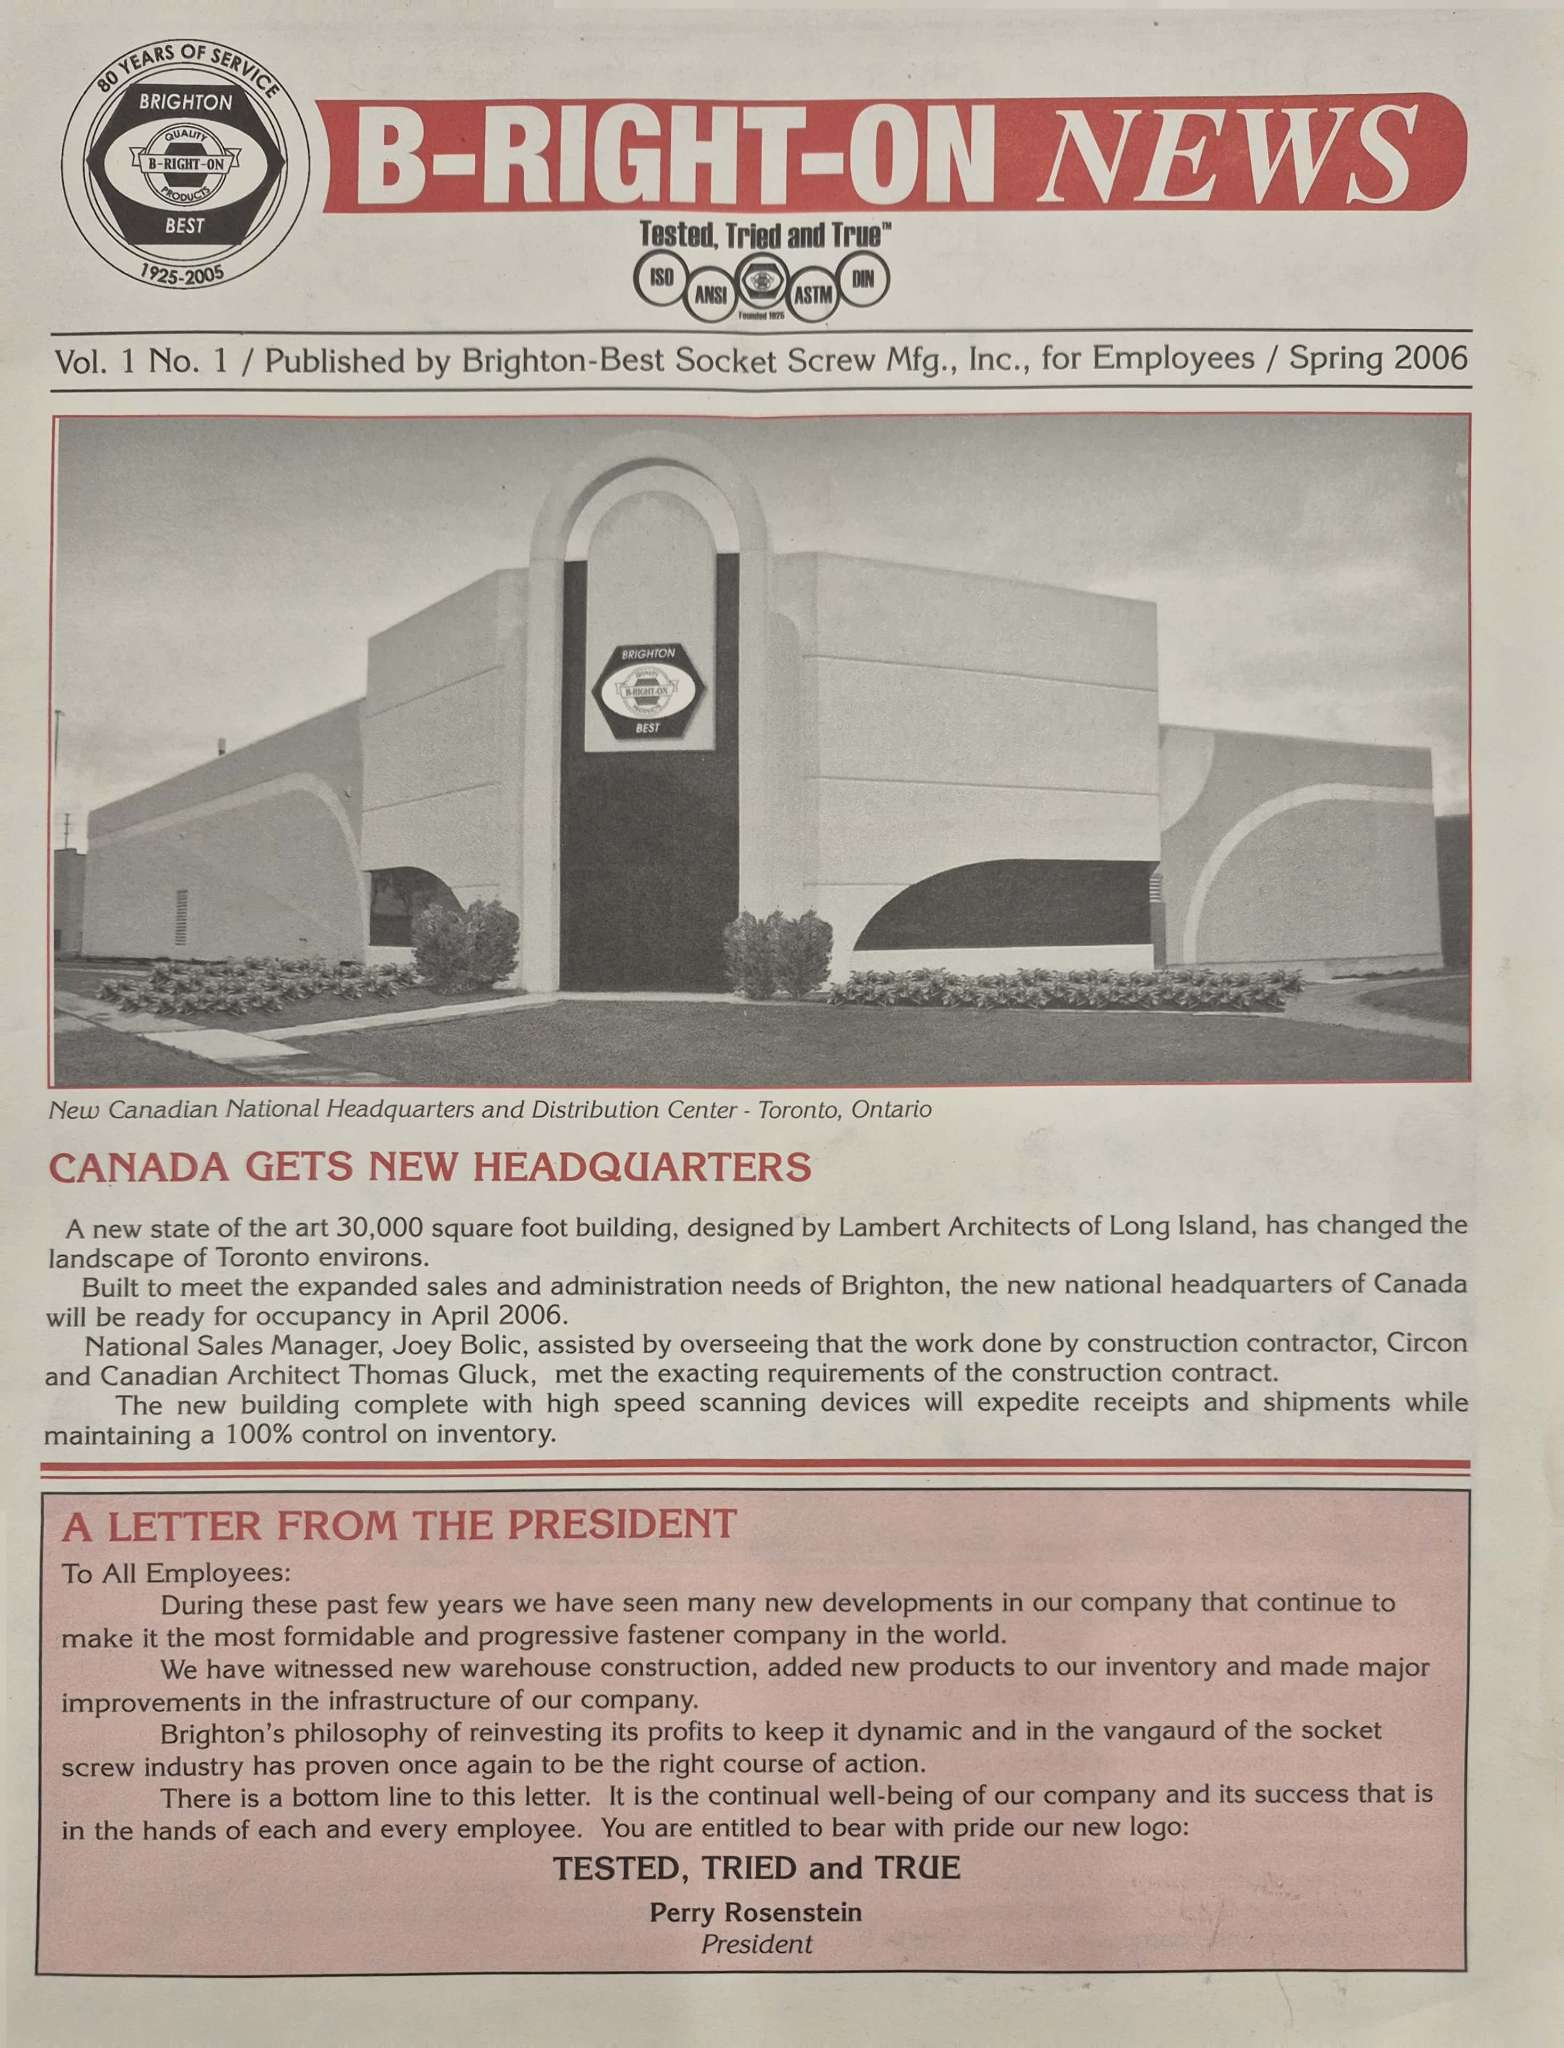 80 YEARS OF SERVICE
BRIGHTON
QUALITY
B-RIGHT-ON
PRODUCTS
BEST
1925-2005
B-RIGHT-ON NEWS
Tested, Tried and True™
ISO
ANSI
ASTM
DIN
Founded 1925
Vol. 1 No. 1 / Published by Brighton-Best Socket Screw Mfg., Inc., for Employees / Spring 2006
BRIGHTON
QUALITY
B-RIGHT-ON
PRODUCTS
BEST
New Canadian National Headquarters and Distribution Center - Toronto, Ontario
CANADA GETS NEW HEADQUARTERS
A new state of the art 30,000 square foot building, designed by Lambert Architects of Long Island, has changed the
landscape of Toronto environs.
Built to meet the expanded sales and administration needs of Brighton, the new national headquarters of Canada
will be ready for occupancy in April 2006.
National Sales Manager, Joey Bolic, assisted by overseeing that the work done by construction contractor, Circon
and Canadian Architect Thomas Gluck, met the exacting requirements of the construction contract.
The new building complete with high speed scanning devices will expedite receipts and shipments while
maintaining a 100% control on inventory.
A LETTER FROM THE PRESIDENT
To All Employees:
During these past few years we have seen many new developments in our company that continue to
make it the most formidable and progressive fastener company in the world.
We have witnessed new warehouse construction, added new products to our inventory and made major
improvements in the infrastructure of our company.
Brighton's philosophy of reinvesting its profits to keep it dynamic and in the vangaurd of the socket
screw industry has proven once again to be the right course of action.
There is a bottom line to this letter. It is the continual well-being of our company and its success that is
in the hands of each and every employee. You are entitled to bear with pride our new logo:
TESTED, TRIED and TRUE
Perry Rosenstein
President